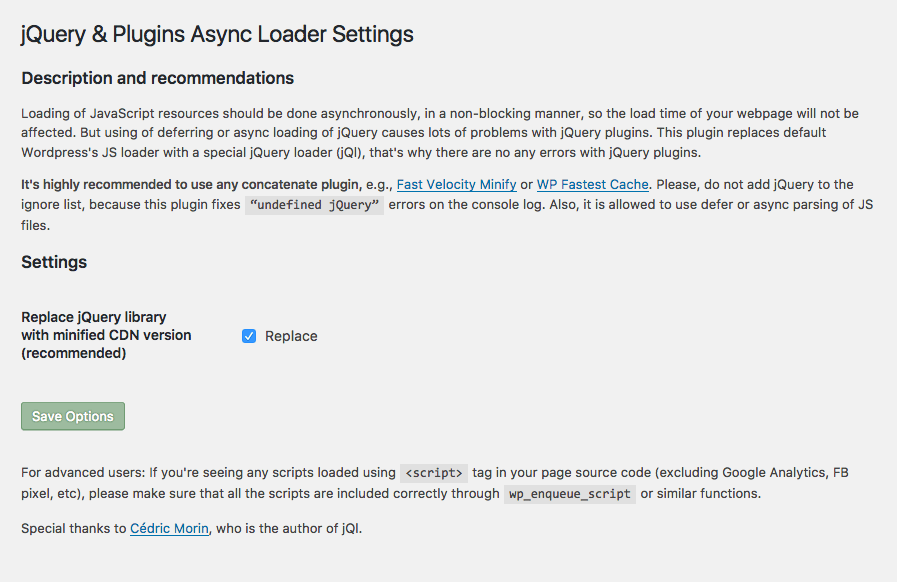 jQuery & Plugins Async Loader Settings
Description and recommendations
Loading of JavaScript resources should be done asynchronously, in a non-blocking manner, so the load time of your webpage will not be
affected. But using of deferring or async loading of jQuery causes lots of problems with jQuery plugins. This plugin replaces default
Wordpress's JS loader with a special jQuery loader (jQl), that's why there are no any errors with jQuery plugins.
It's highly recommended to use any concatenate plugin, e.g., Fast Velocity Minify or WP Fastest Cache. Please, do not add jQuery to the
ignore list, because this plugin fixes “undefined jQuery” errors on the console log. Also, it is allowed to use defer or async parsing of JS
files.
Settings
Replace jQuery library
with minified CDN version
(recommended)
Replace
Save Options
For advanced users: If you're seeing any scripts loaded using <script> tag in your page source code (excluding Google Analytics, FB
pixel, etc), please make sure that all the scripts are included correctly through wp_enqueue_script or similar functions.
Special thanks to Cédric Morin, who is the author of jQl.